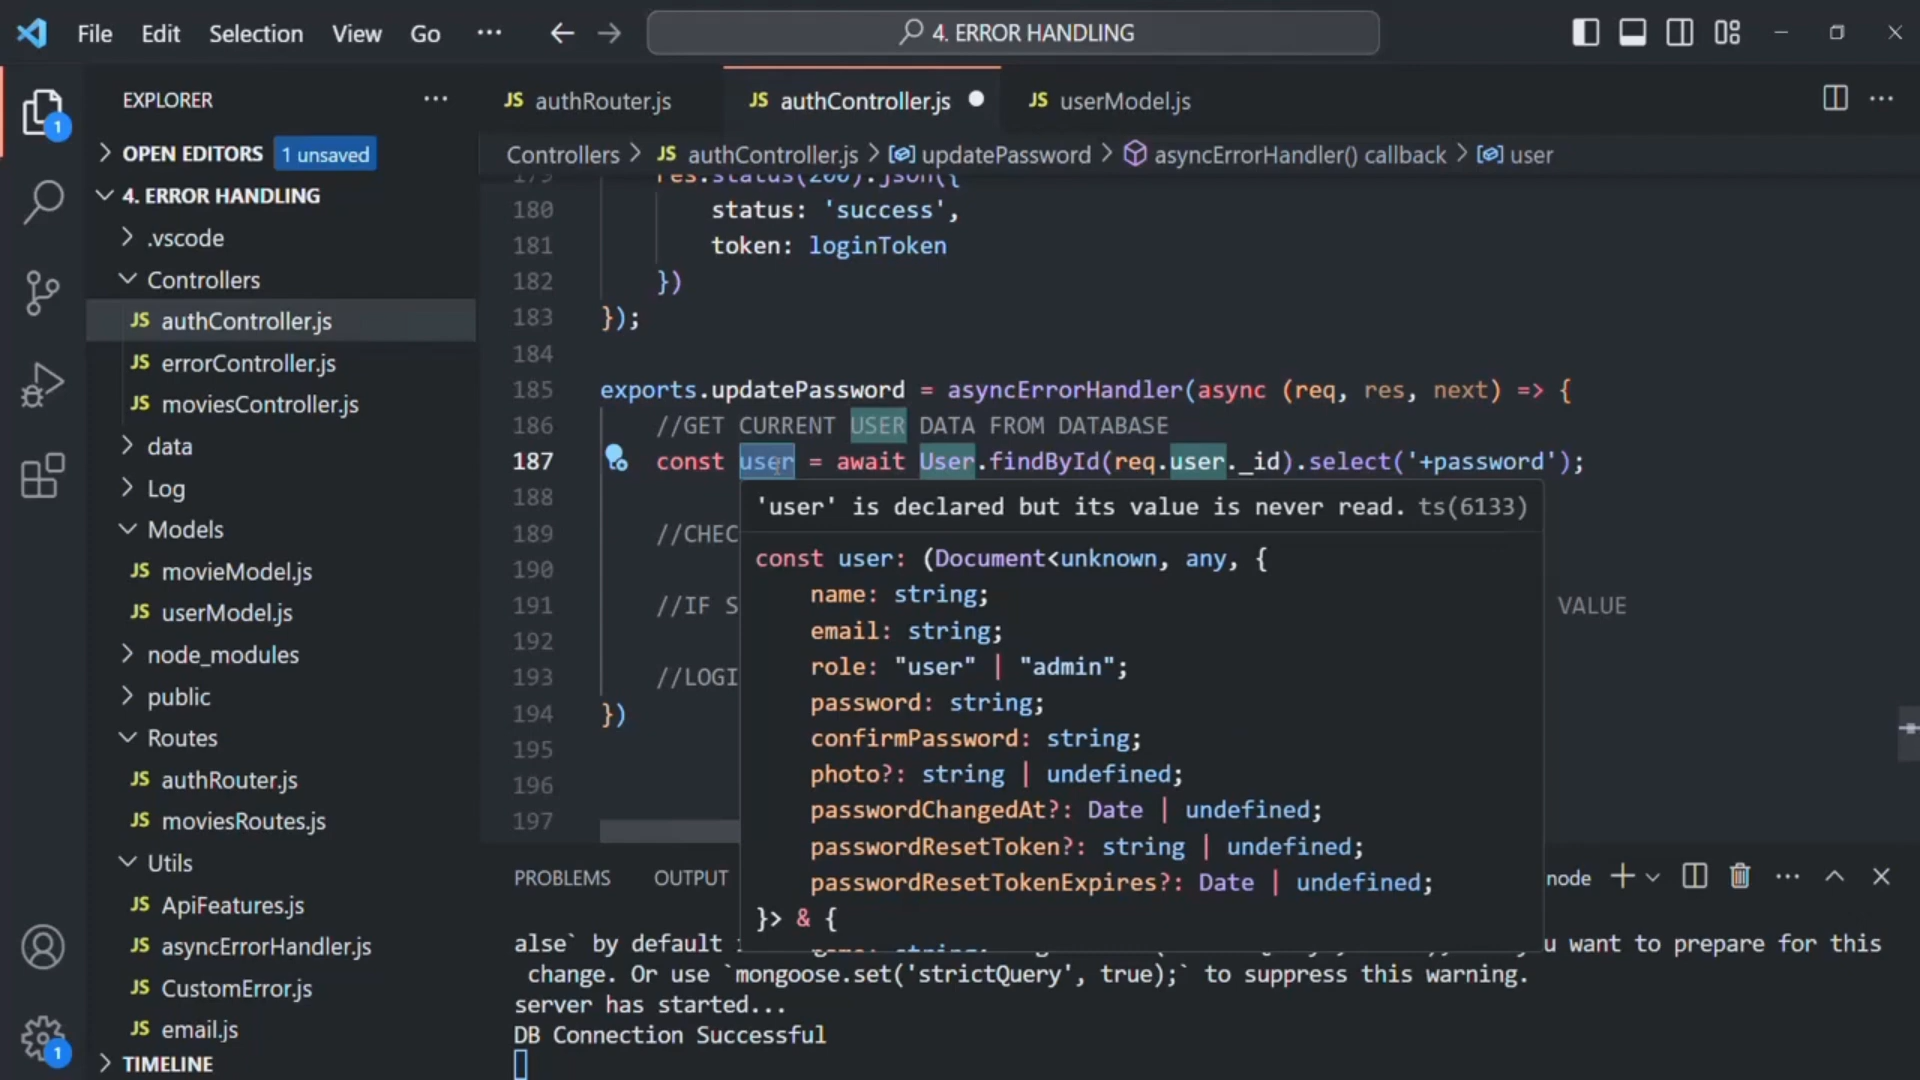 File Edit Selection View Go ··· 4. ERROR HANDLING
EXPLORER ···
1
OPEN EDITORS 1 unsaved
4. ERROR HANDLING
.vscode
Controllers
JS authController.js
JS errorController.js
JS moviesController.js
data
Log
Models
JS movieModel.js
JS userModel.js
node_modules
public
Routes
JS authRouter.js
JS moviesRoutes.js
Utils
JS ApiFeatures.js
JS asyncErrorHandler.js
JS CustomError.js
JS email.js
1
TIMELINE
JS authRouter.js JS authController.js JS userModel.js
Controllers > JS authController.js > updatePassword > asyncErrorHandler() callback > user
179 res.status(200).json({
180 status: 'success',
181 token: loginToken
182 })
183 });
184
185 exports.updatePassword = asyncErrorHandler(async (req, res, next) => {
186 //GET CURRENT USER DATA FROM DATABASE
187 const user = await User.findById(req.user._id).select('+password');
188
189 //CHEC
190
191 //IF S VALUE
192
193 //LOGI
194 })
195
196
197
'user' is declared but its value is never read. ts(6133)
const user: (Document<unknown, any, {
name: string;
email: string;
role: "user" | "admin";
password: string;
confirmPassword: string;
photo?: string | undefined;
passwordChangedAt?: Date | undefined;
passwordResetToken?: string | undefined;
passwordResetTokenExpires?: Date | undefined;
}> & {
PROBLEMS OUTPUT node
alse` by default u want to prepare for this
change. Or use `mongoose.set('strictQuery', true);` to suppress this warning.
server has started...
DB Connection Successful